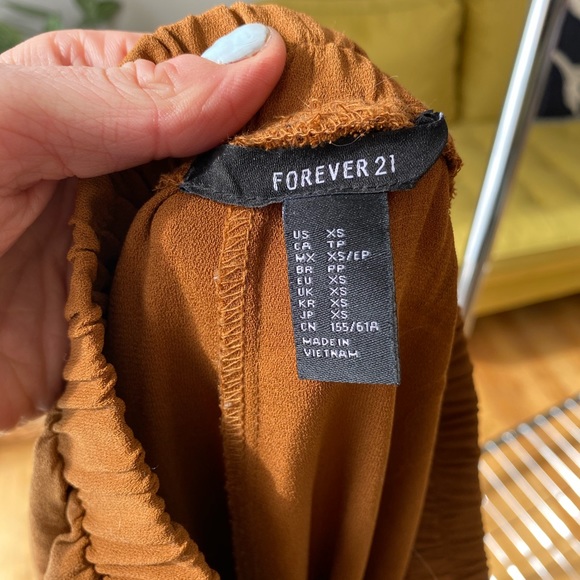 FOREVER 21
US XS
CA TP
MX XS/EP
BR PP
EU XS
UK XS
KR XS
JP XS
CN 155/61A
MADE IN
VIETNAM